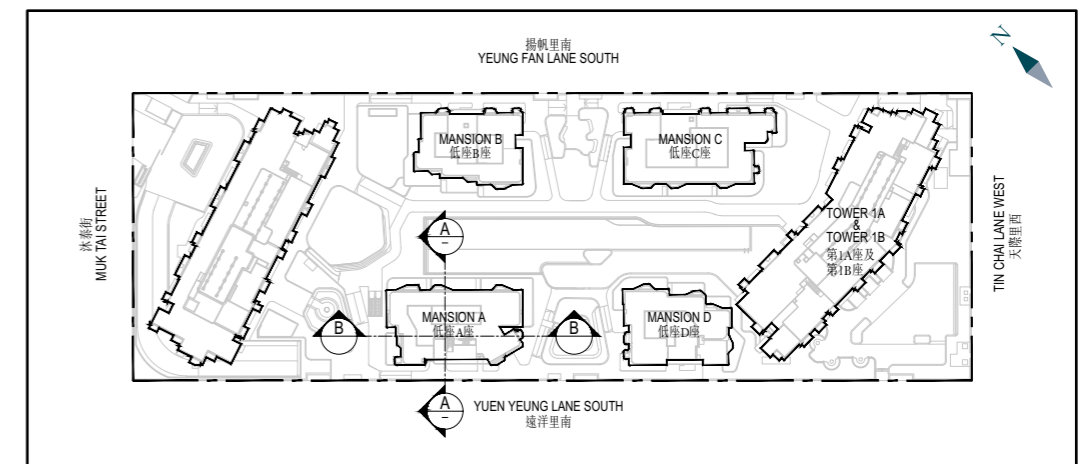 揚帆里南
YEUNG FAN LANE SOUTH
N
MANSION B
低座B座
MANSION C
低座C座
沐泰街
MUK TAI STREET
TOWER 1A
&
TOWER 1B
第1A座及
第1B座
TIN CHAI LANE WEST
天際里西
A
–
MANSION A
低座A座
MANSION D
低座D座
B
–
B
–
A
–
YUEN YEUNG LANE SOUTH
遠洋里南